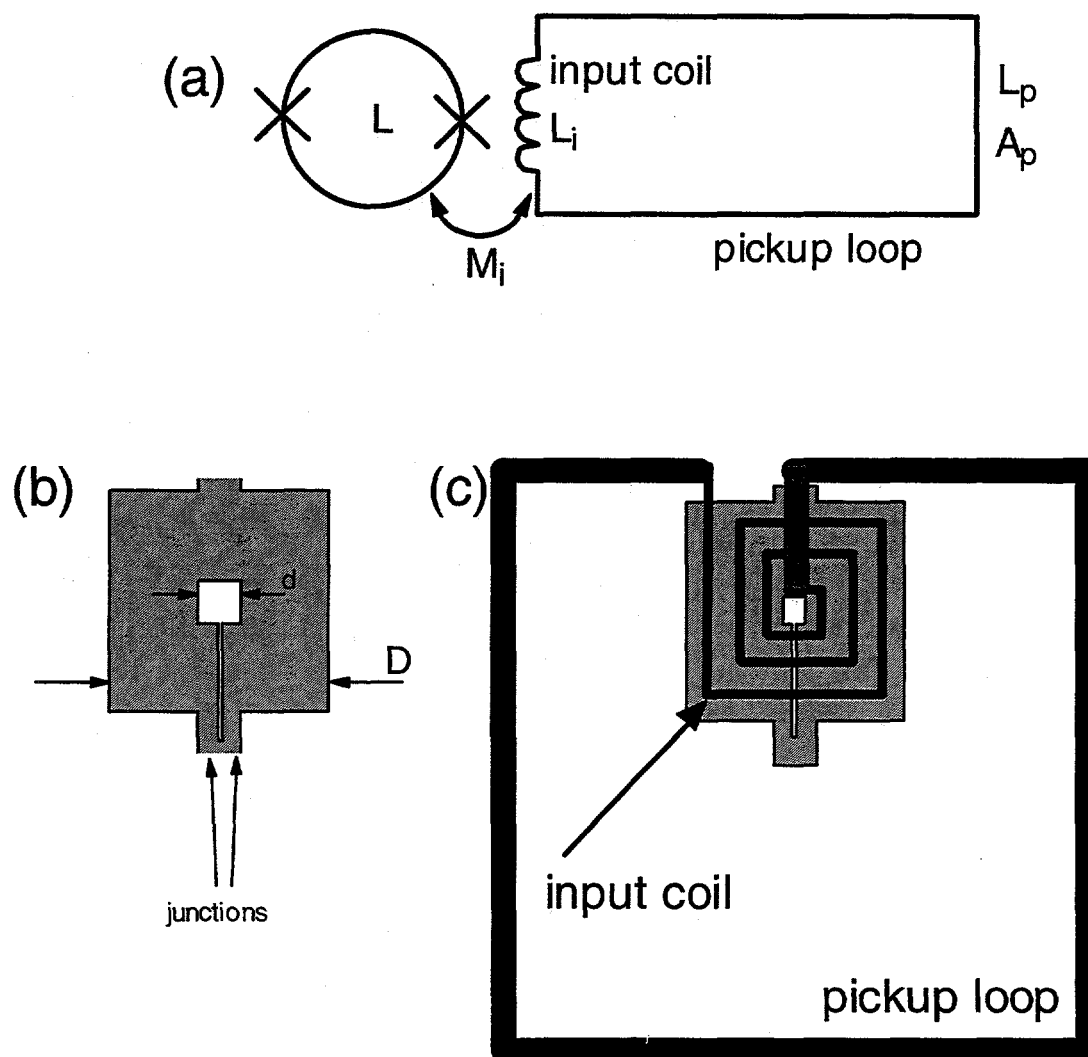 (a)
input coil
L
L_i
L_p
A_p
M_i
pickup loop
(b)
d
D
junctions
(c)
input coil
pickup loop